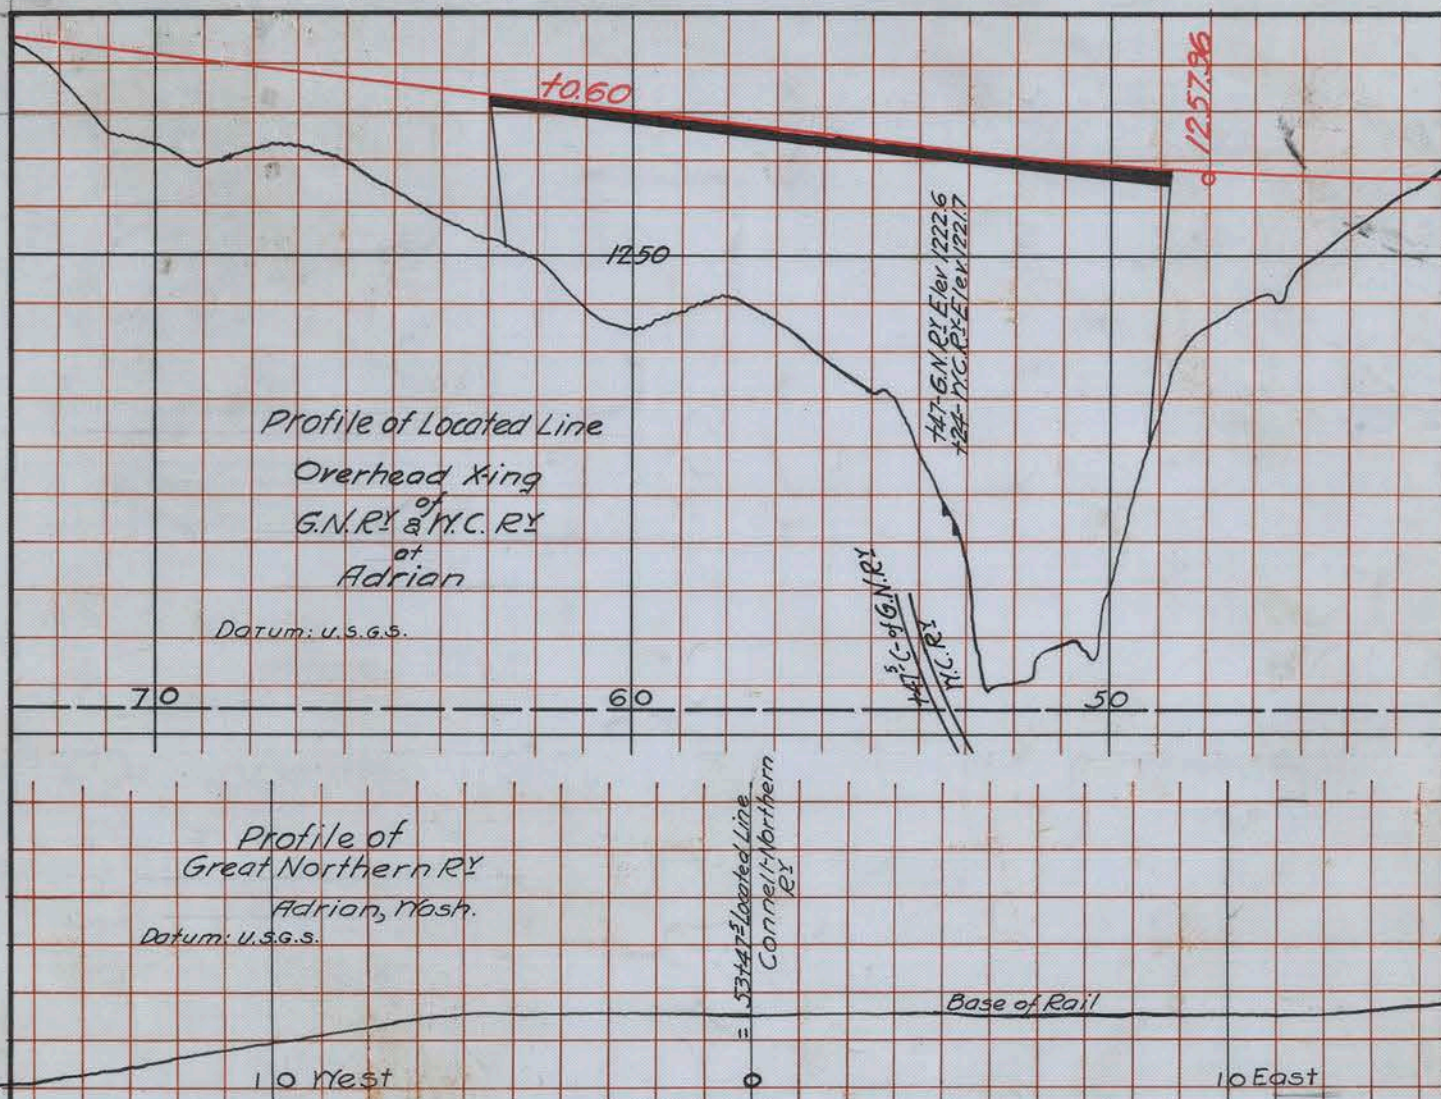 +0.60
1257.96
1250
+47-G.N.RY Elev 1222.6
+24-W.C.RY-Elev 1221.7
Profile of Located Line
Overhead X-ing
of
G.N.RY & W.C. RY
at
Adrian
Datum: U.S.G.S.
+47⁵ C- of G.N.RY
W.C.RY
70
60
50
Profile of
Great Northern RY
Adrian, Wash.
Datum: U.S.G.S.
= 53+47⁵ Located Line
Connell-Northern
RY
Base of Rail
10 West
0
10 East